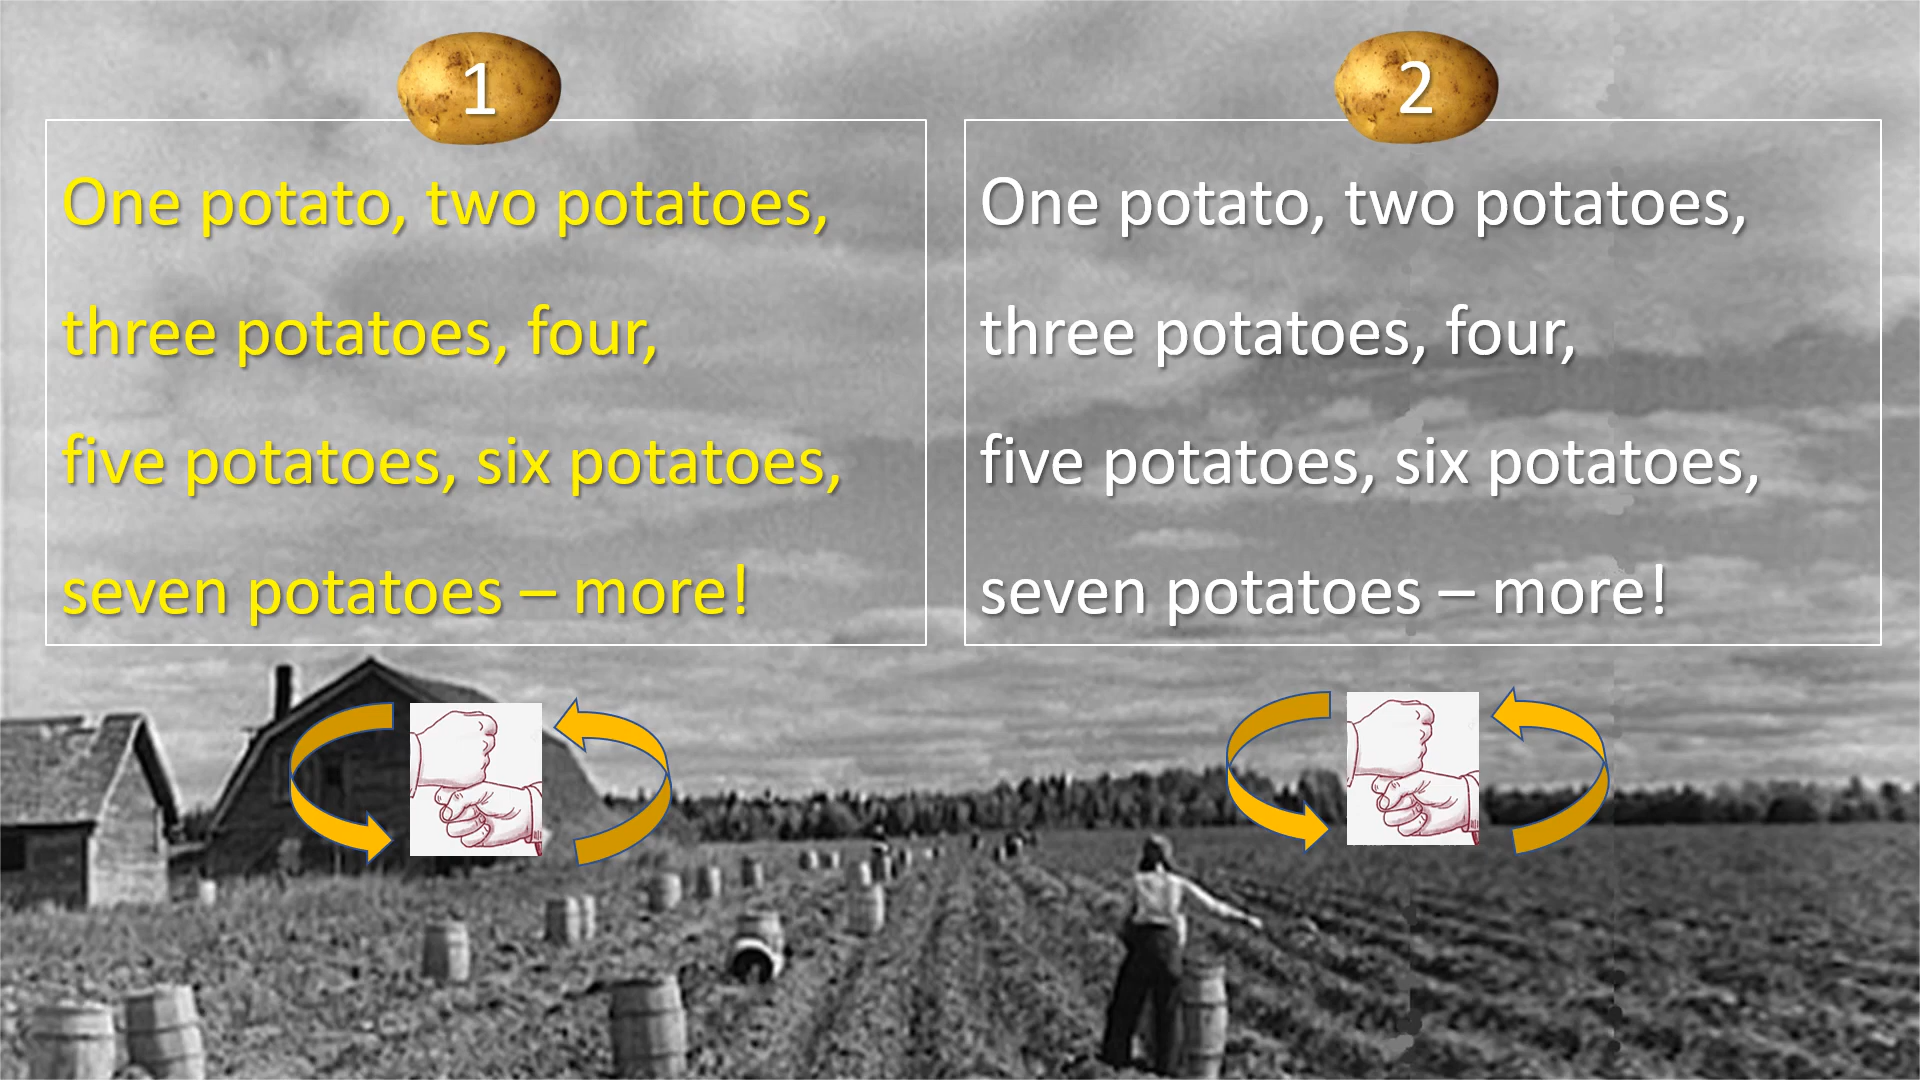 1
One potato, two potatoes,
three potatoes, four,
five potatoes, six potatoes,
seven potatoes – more!
2
One potato, two potatoes,
three potatoes, four,
five potatoes, six potatoes,
seven potatoes – more!